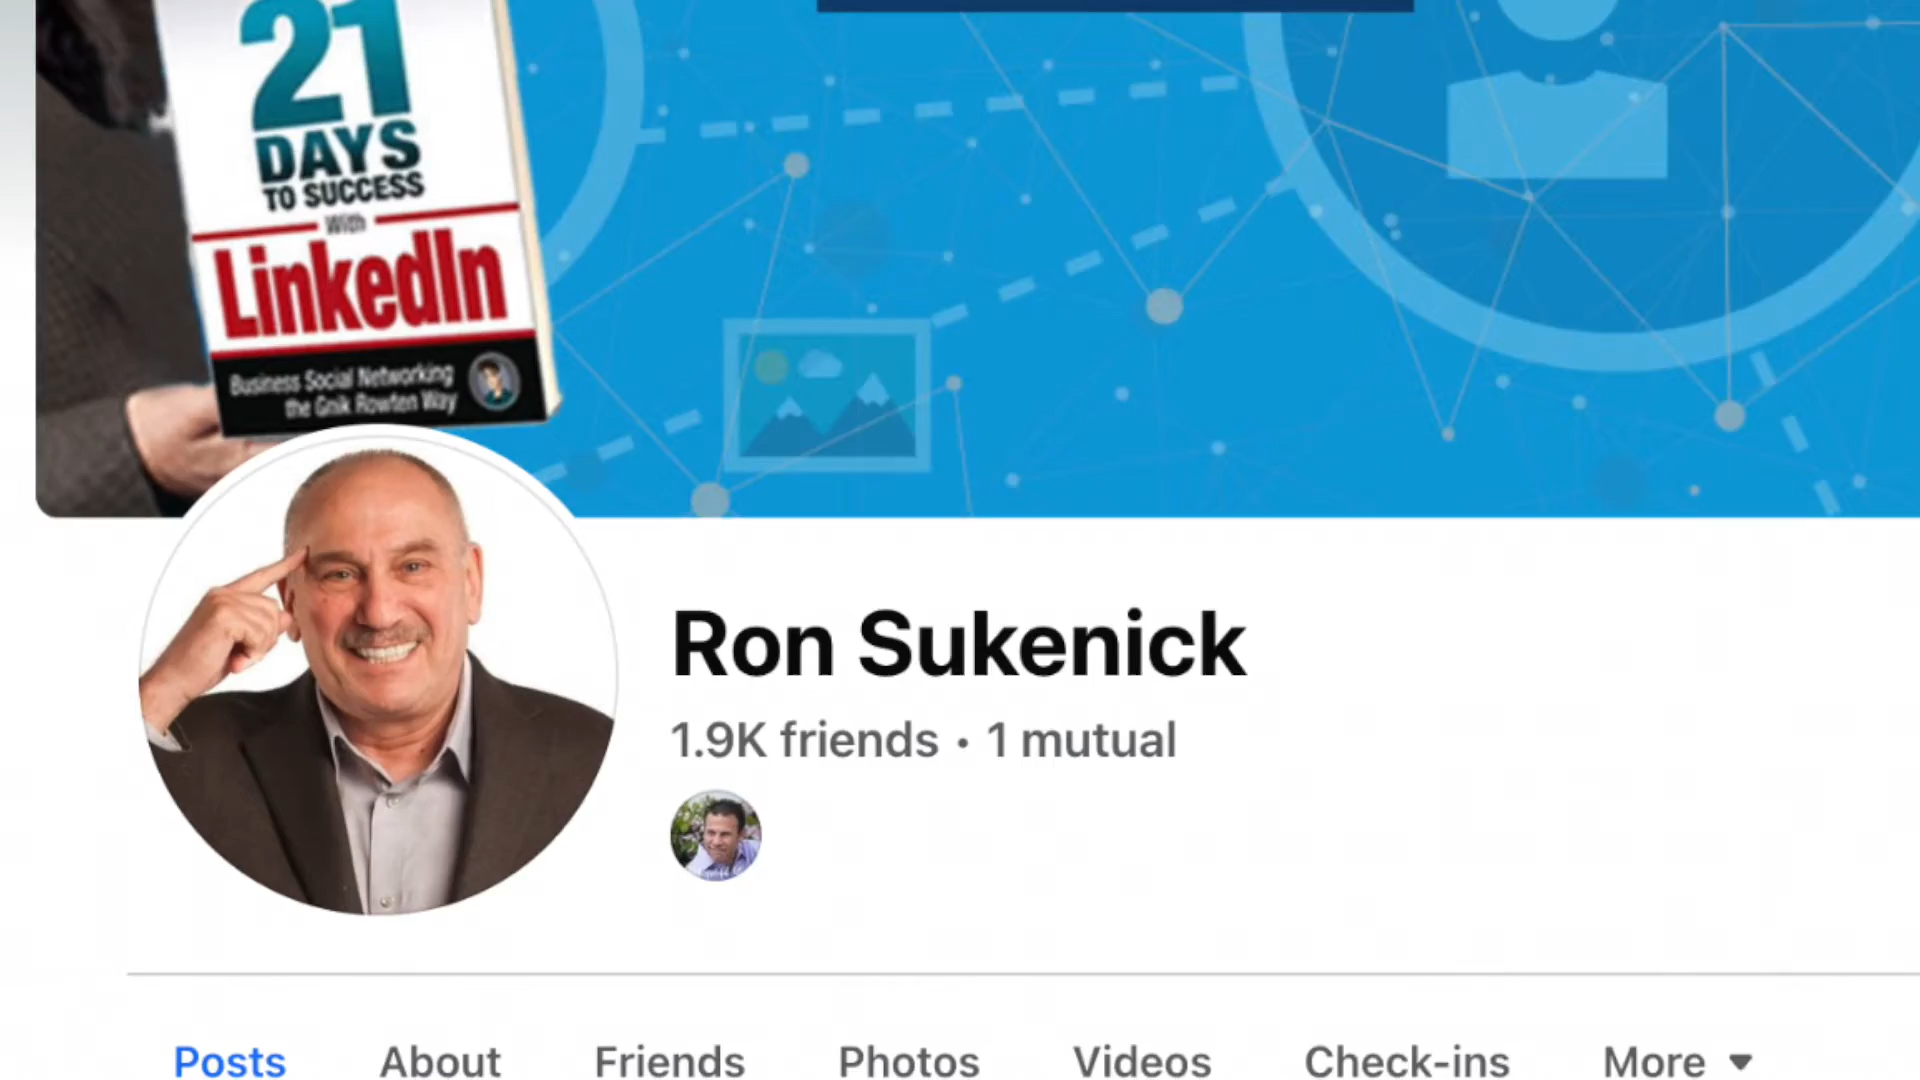 21
DAYS
TO SUCCESS
With
LinkedIn
Business Social Networking
the Gnik Rowten Way
Ron Sukenick
1.9K friends · 1 mutual
Posts About Friends Photos Videos Check-ins More